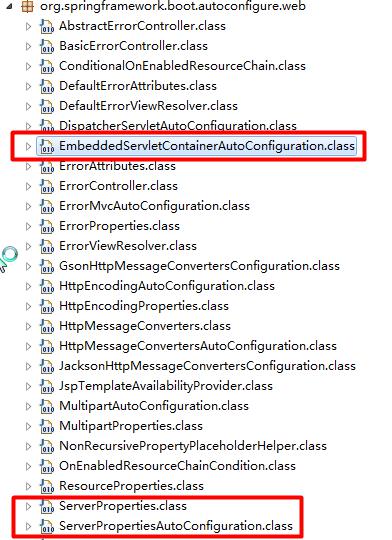 org.springframework.boot.autoconfigure.web
AbstractErrorController.class
BasicErrorController.class
ConditionalOnEnabledResourceChain.class
DefaultErrorAttributes.class
DefaultErrorViewResolver.class
DispatcherServletAutoConfiguration.class
EmbeddedServletContainerAutoConfiguration.class
ErrorAttributes.class
ErrorController.class
ErrorMvcAutoConfiguration.class
ErrorProperties.class
ErrorViewResolver.class
GsonHttpMessageConvertersConfiguration.class
HttpEncodingAutoConfiguration.class
HttpEncodingProperties.class
HttpMessageConverters.class
HttpMessageConvertersAutoConfiguration.class
JacksonHttpMessageConvertersConfiguration.class
JspTemplateAvailabilityProvider.class
MultipartAutoConfiguration.class
MultipartProperties.class
NonRecursivePropertyPlaceholderHelper.class
OnEnabledResourceChainCondition.class
ResourceProperties.class
ServerProperties.class
ServerPropertiesAutoConfiguration.class